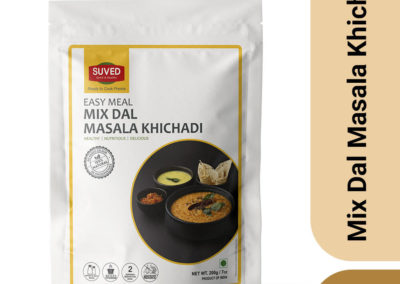 SUVED
Ready to Cook Premix
EASY MEAL
MIX DAL
MASALA KHICHADI
HEALTHY | NUTRITIOUS | DELICIOUS
2
NET WT. 200g / 7oz
PRODUCT OF INDIA
Mix Dal Masala Khich